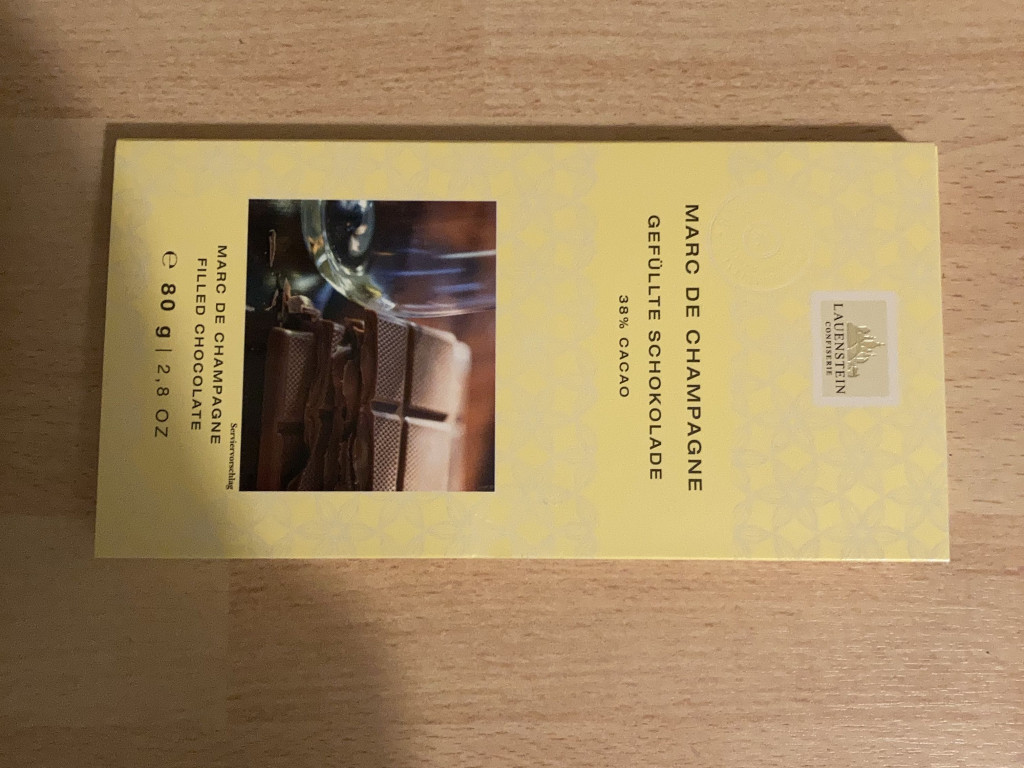 LAUENSTEIN
CONFISERIE
MARC DE CHAMPAGNE
GEFÜLLTE SCHOKOLADE
38% CACAO
Serviervorschlag
MARC DE CHAMPAGNE
FILLED CHOCOLATE
℮ 80 g | 2,8 OZ